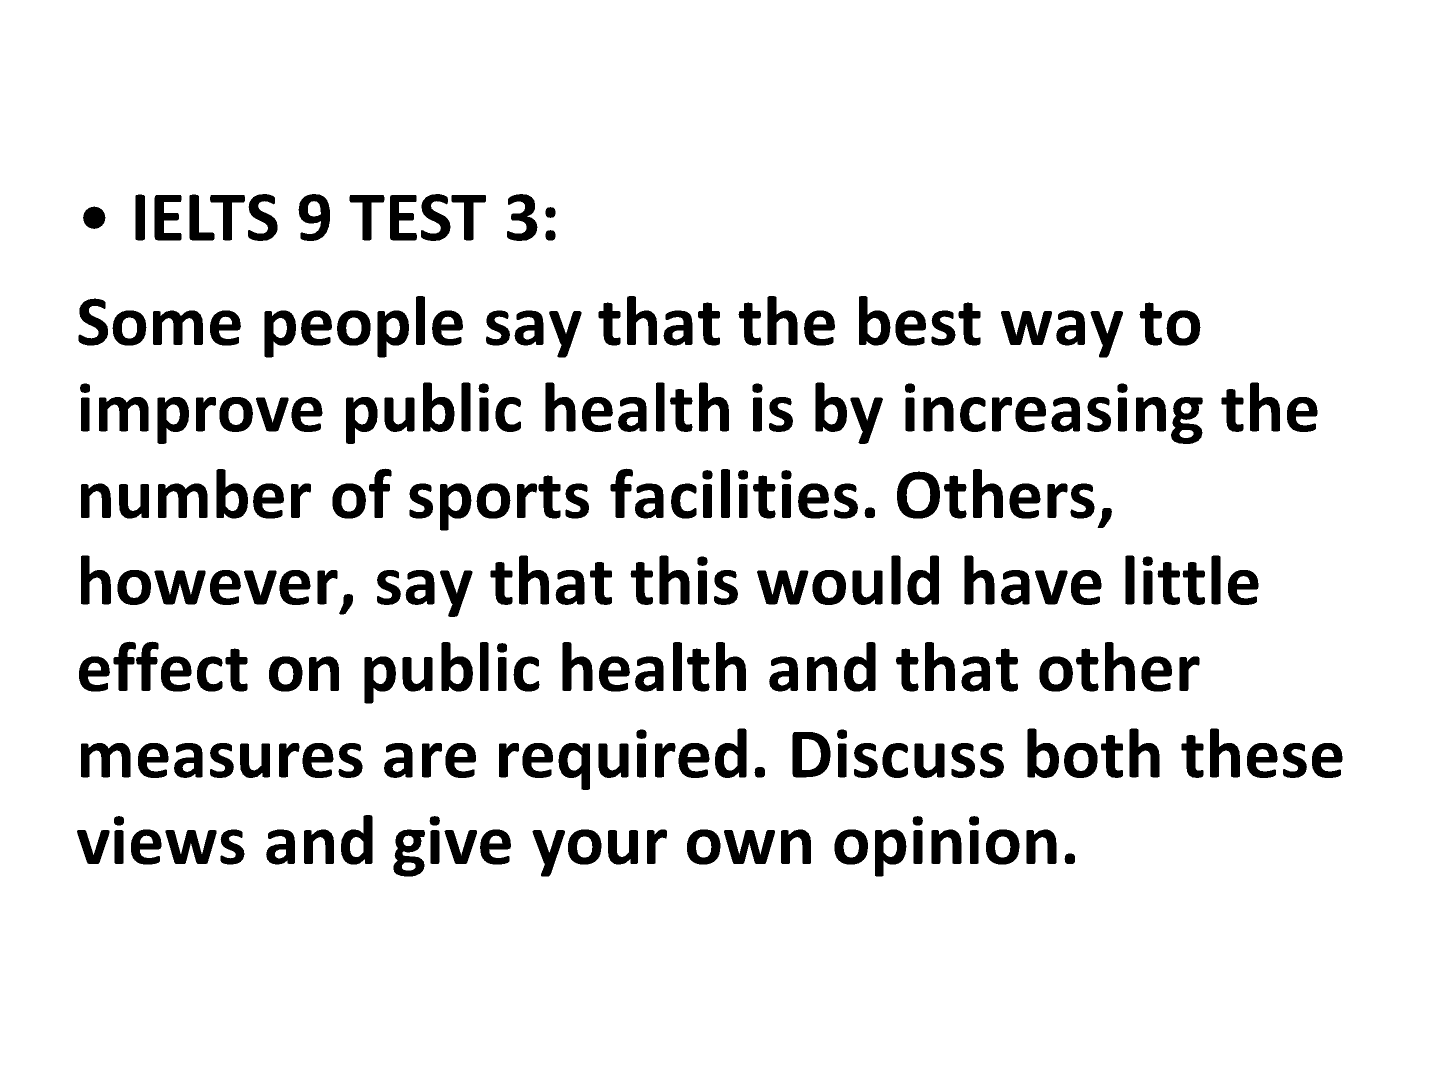 • IELTS 9 TEST 3:
Some people say that the best way to
improve public health is by increasing the
number of sports facilities. Others,
however, say that this would have little
effect on public health and that other
measures are required. Discuss both these
views and give your own opinion.